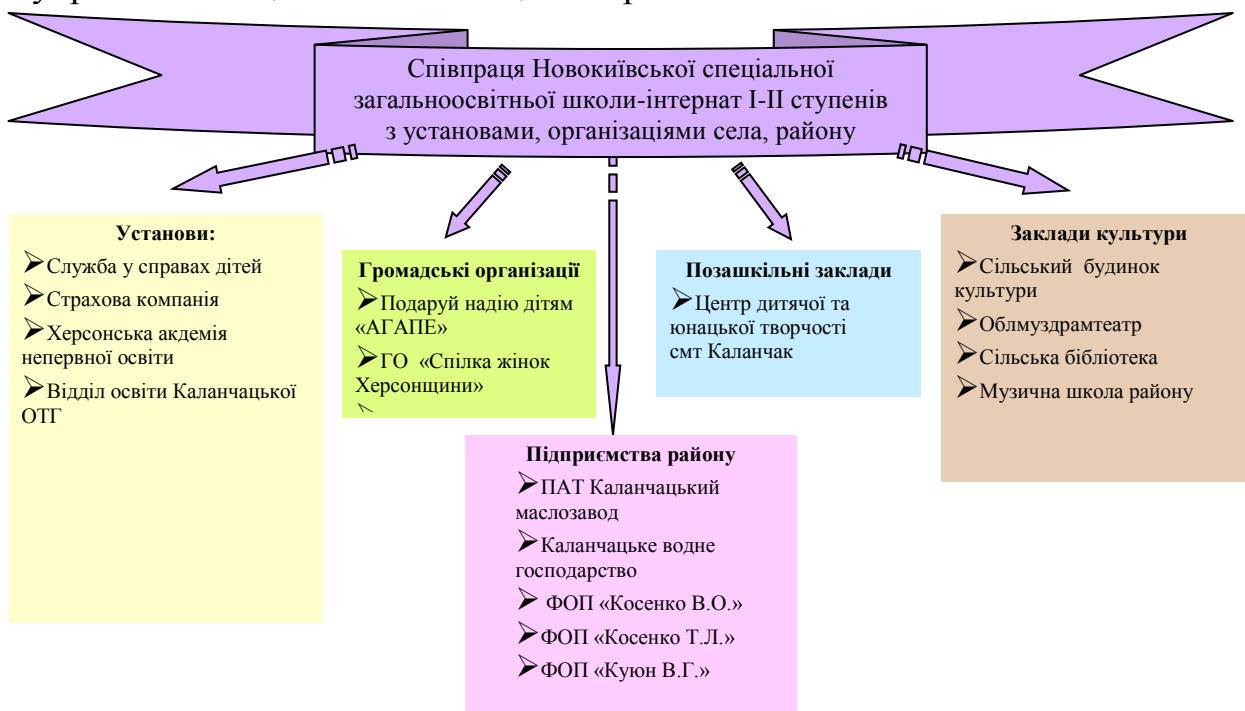 Співпраця Новокиївської спеціальної
загальноосвітньої школи-інтернат І-ІІ ступенів
з установами, організаціями села, району
Установи:
➢Служба у справах дітей
➢Страхова компанія
➢Херсонська акдемія
непервної освіти
➢Відділ освіти Каланчацької
ОТГ
Громадські організації
➢Подаруй надію дітям
«АГАПЕ»
➢ГО «Спілка жінок
Херсонщини»
Підприємства району
➢ПАТ Каланчацький
маслозавод
➢Каланчацьке водне
господарство
➢ ФОП «Косенко В.О.»
➢ФОП «Косенко Т.Л.»
➢ФОП «Куюн В.Г.»
Позашкільні заклади
➢Центр дитячої та
юнацької творчості
смт Каланчак
Заклади культури
➢Сільський будинок
культури
➢Облмуздрамтеатр
➢Сільська бібліотека
➢Музична школа району